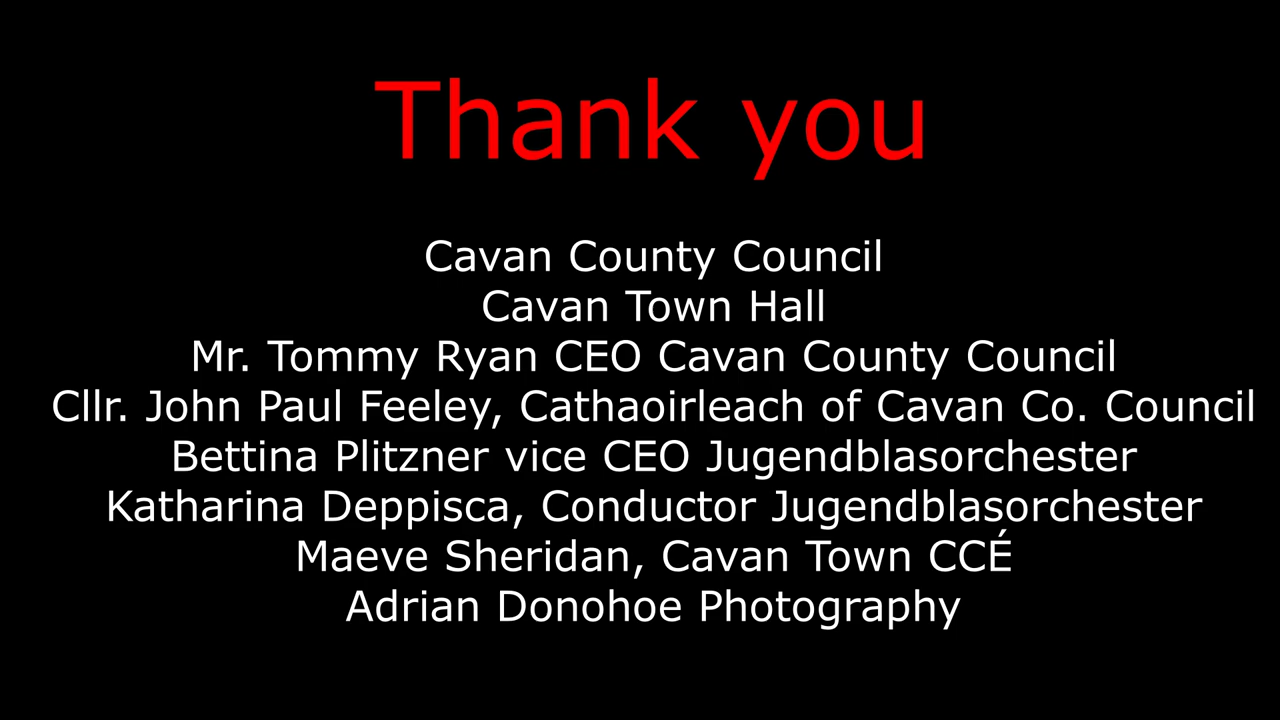 Thank you
Cavan County Council
Cavan Town Hall
Mr. Tommy Ryan CEO Cavan County Council
Cllr. John Paul Feeley, Cathaoirleach of Cavan Co. Council
Bettina Plitzner vice CEO Jugendblasorchester
Katharina Deppisca, Conductor Jugendblasorchester
Maeve Sheridan, Cavan Town CCÉ
Adrian Donohoe Photography